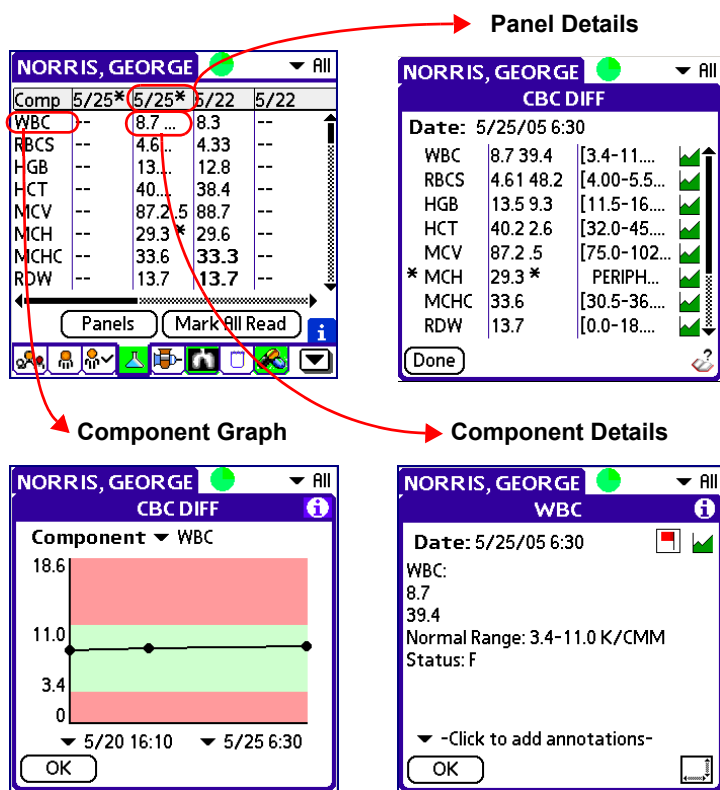 Panel Details
NORRIS, GEORGE All
Comp 5/25* 5/25* 5/22 5/22
WBC -- 8.7 ... 8.3 --
RBCS -- 4.6... 4.33 --
HGB -- 13.... 12.8 --
HCT -- 40.... 38.4 --
MCV -- 87.2 .5 88.7 --
MCH -- 29.3 * 29.6 --
MCHC -- 33.6 33.3 --
RDW -- 13.7 13.7 --
Panels Mark All Read i
NORRIS, GEORGE All
CBC DIFF
Date: 5/25/05 6:30
WBC 8.7 39.4 [3.4-11....
RBCS 4.61 48.2 [4.00-5.5...
HGB 13.5 9.3 [11.5-16....
HCT 40.2 2.6 [32.0-45....
MCV 87.2 .5 [75.0-102...
* MCH 29.3 * PERIPH...
MCHC 33.6 [30.5-36....
RDW 13.7 [0.0-18....
Done ?
Component Graph
NORRIS, GEORGE All
CBC DIFF i
Component WBC
18.6
11.0
3.4
0
5/20 16:10 5/25 6:30
OK
Component Details
NORRIS, GEORGE All
WBC i
Date: 5/25/05 6:30
WBC:
8.7
39.4
Normal Range: 3.4-11.0 K/CMM
Status: F
-Click to add annotations-
OK